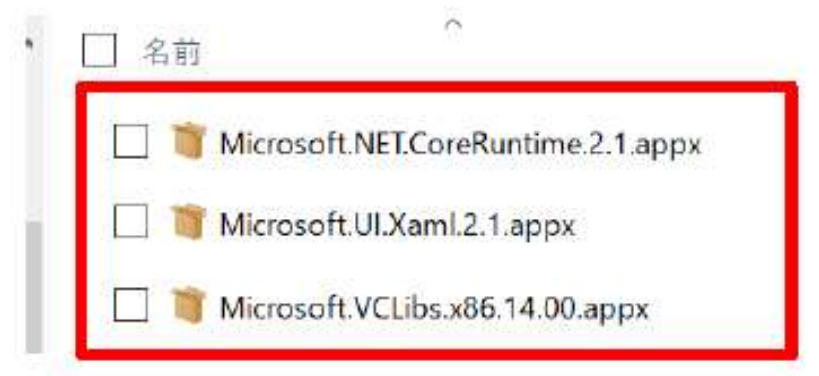 名前
Microsoft.NET.CoreRuntime.2.1.appx
Microsoft.UI.Xaml.2.1.appx
Microsoft.VCLibs.x86.14.00.appx